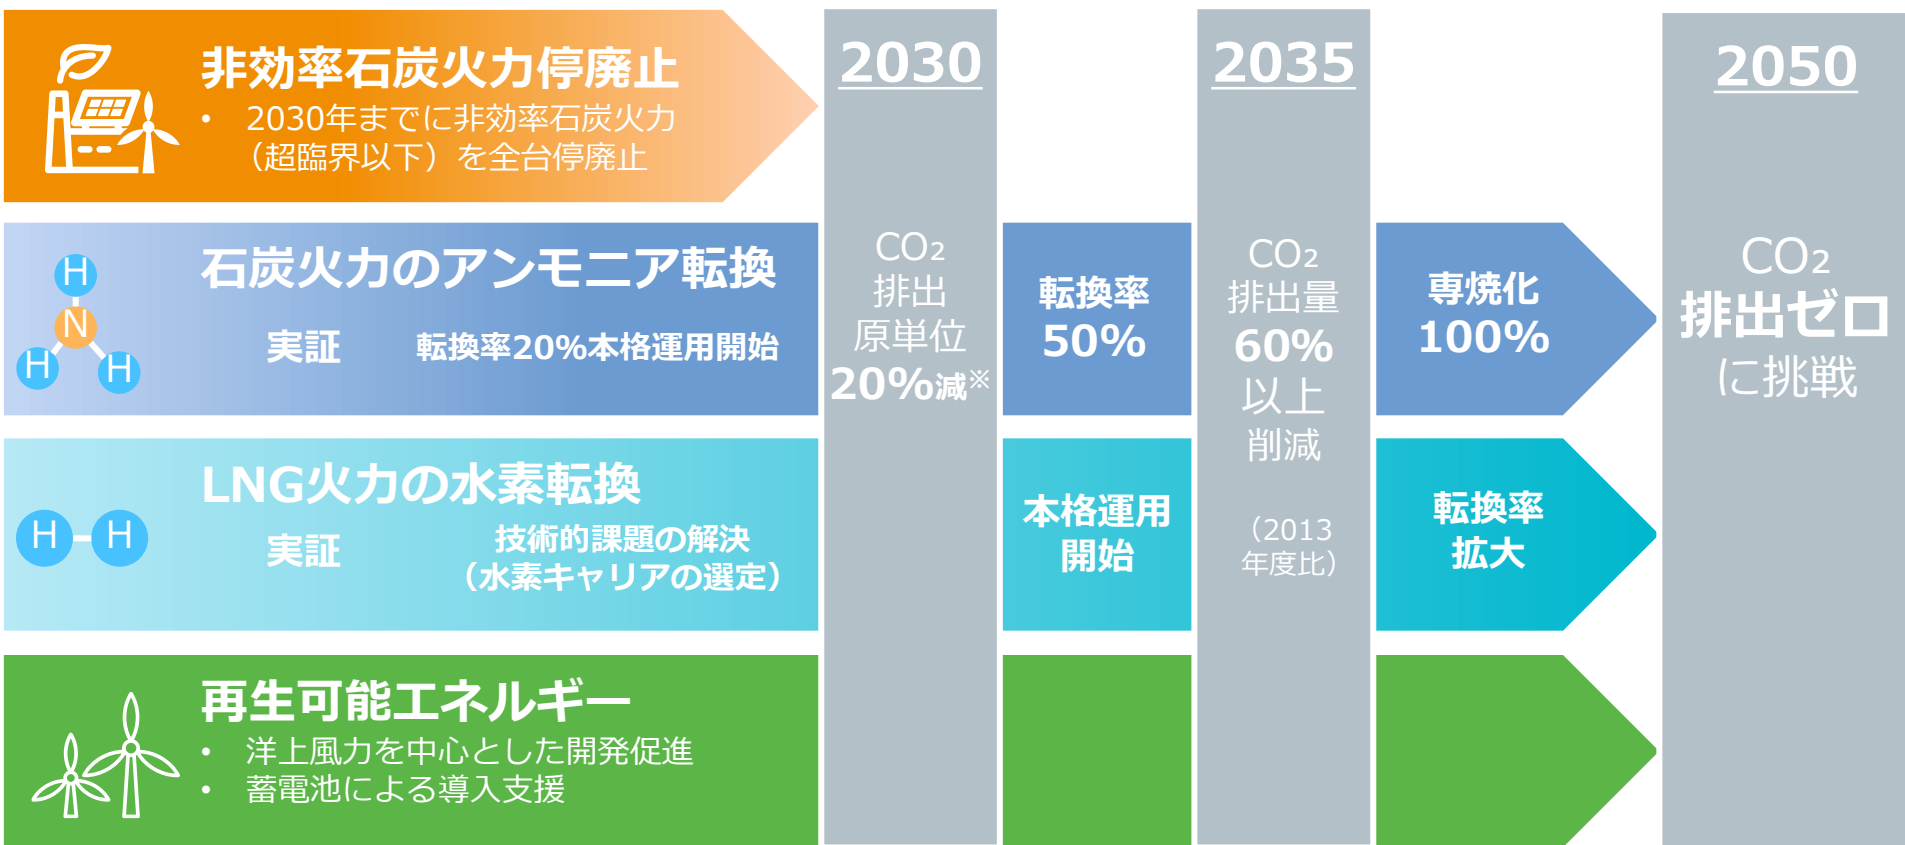 非効率石炭火力停廃止
• 2030年までに非効率石炭火力
（超臨界以下）を全台停廃止
石炭火力のアンモニア転換
H
N
H
H
実証
転換率20%本格運用開始
LNG火力の水素転換
H
H
実証
技術的課題の解決
（水素キャリアの選定）
再生可能エネルギー
• 洋上風力を中心とした開発促進
• 蓄電池による導入支援
2030
CO₂
排出
原単位
20%減※
転換率
50%
本格運用
開始
2035
CO₂
排出量
60%
以上
削減
（2013
年度比）
専焼化
100%
転換率
拡大
2050
CO₂
排出ゼロ
に挑戦